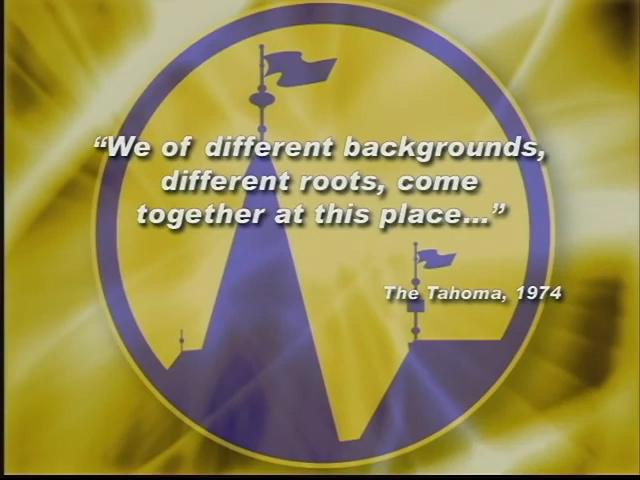 “We of different backgrounds,
different roots, come
together at this place...”
The Tahoma, 1974